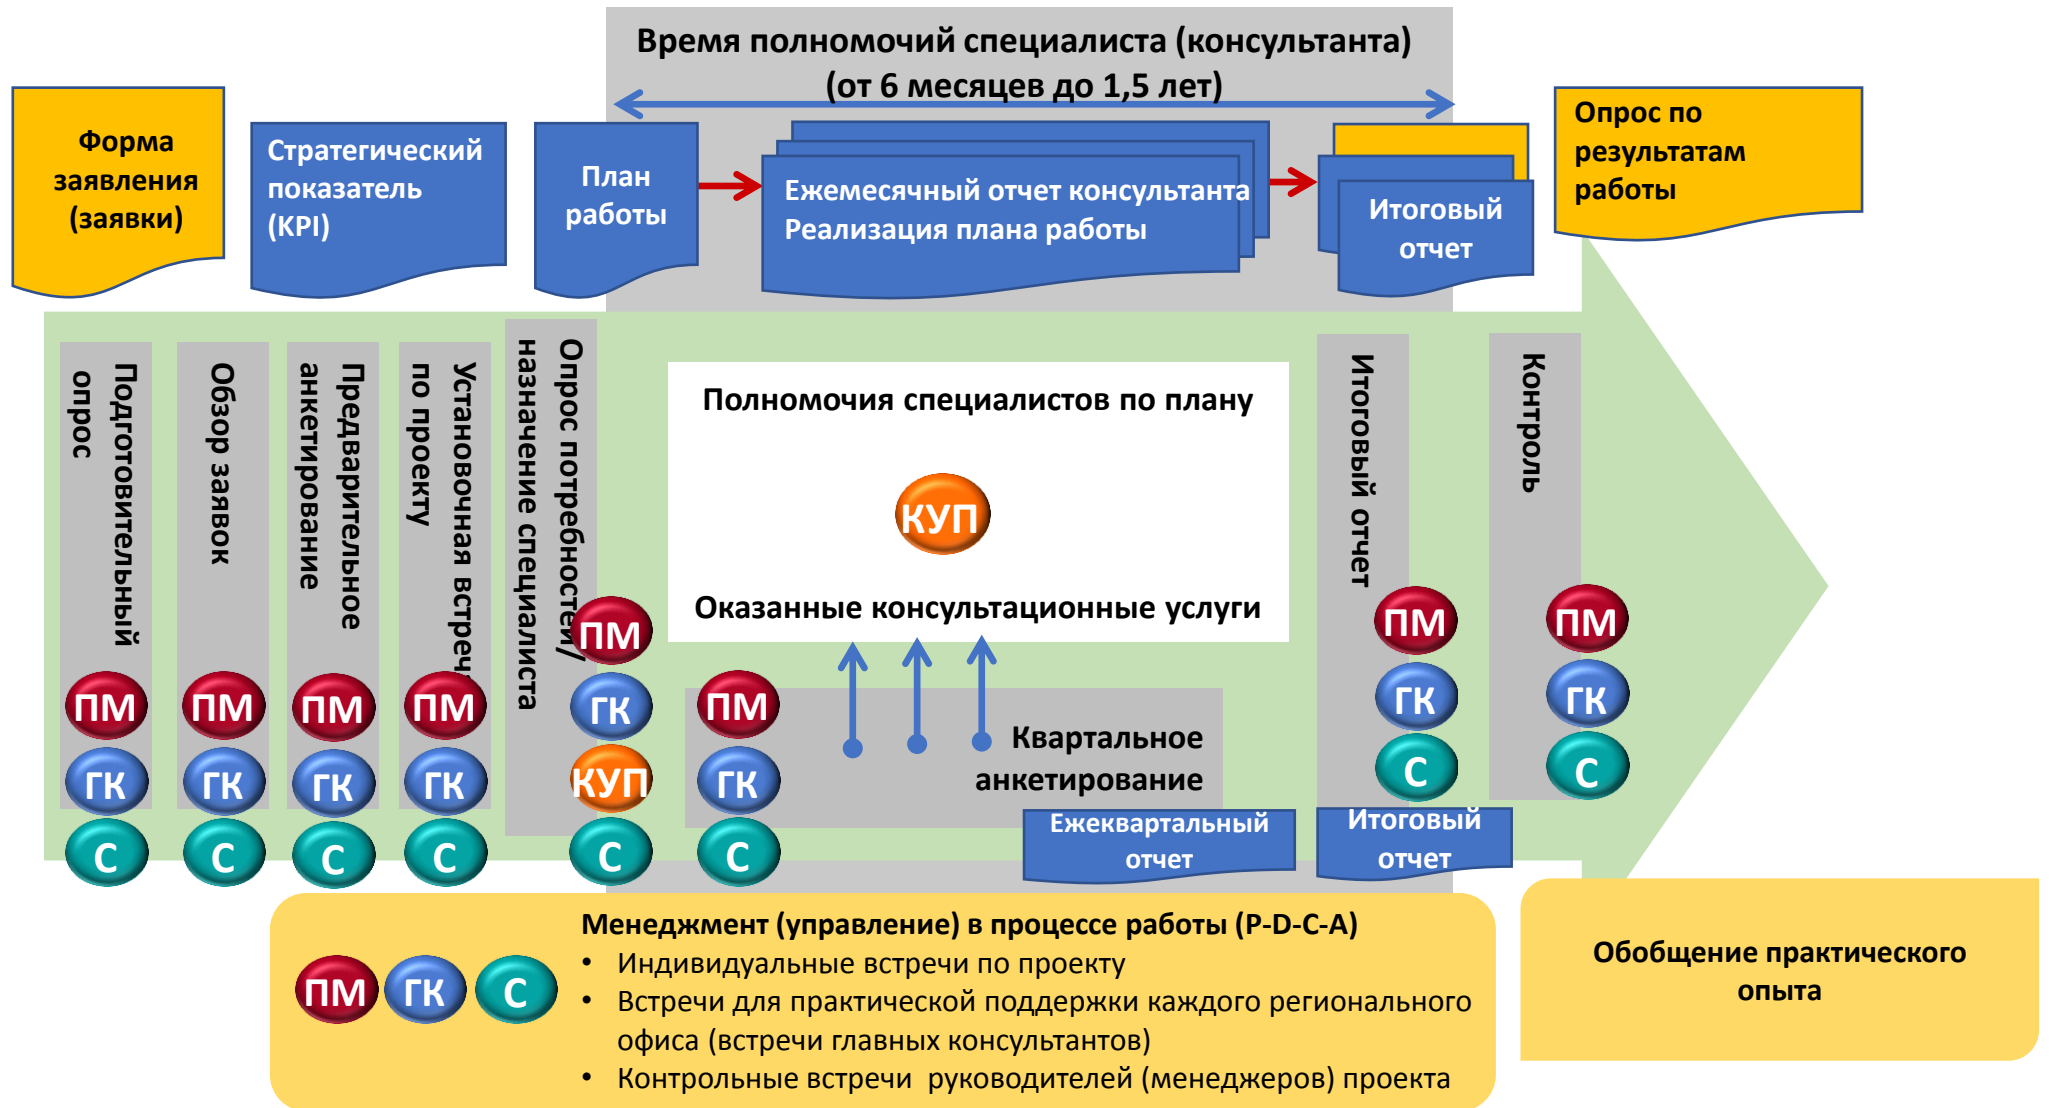 Время полномочий специалиста (консультанта)
(от 6 месяцев до 1,5 лет)
Форма
заявления
(заявки)
Стратегический
показатель
(KPI)
План
работы
Ежемесячный отчет консультанта
Реализация плана работы
Итоговый
отчет
Опрос по
результатам
работы
Подготовительный
опрос
Обзор заявок
Предварительное
анкетирование
Установочная встреча
по проекту
Опрос потребностей/
назначение специалиста
Полномочия специалистов по плану
КУП
Оказанные консультационные услуги
Итоговый отчет
Контроль
ПМ
ГК
С
ПМ
ГК
С
ПМ
ГК
С
ПМ
ГК
С
ПМ
ГК
КУП
С
ПМ
ГК
С
Квартальное
анкетирование
Ежеквартальный
отчет
ПМ
ГК
С
Итоговый
отчет
ПМ
ГК
С
ПМ ГК С
Менеджмент (управление) в процессе работы (P-D-C-A)
• Индивидуальные встречи по проекту
• Встречи для практической поддержки каждого регионального
офиса (встречи главных консультантов)
• Контрольные встречи руководителей (менеджеров) проекта
Обобщение практического
опыта